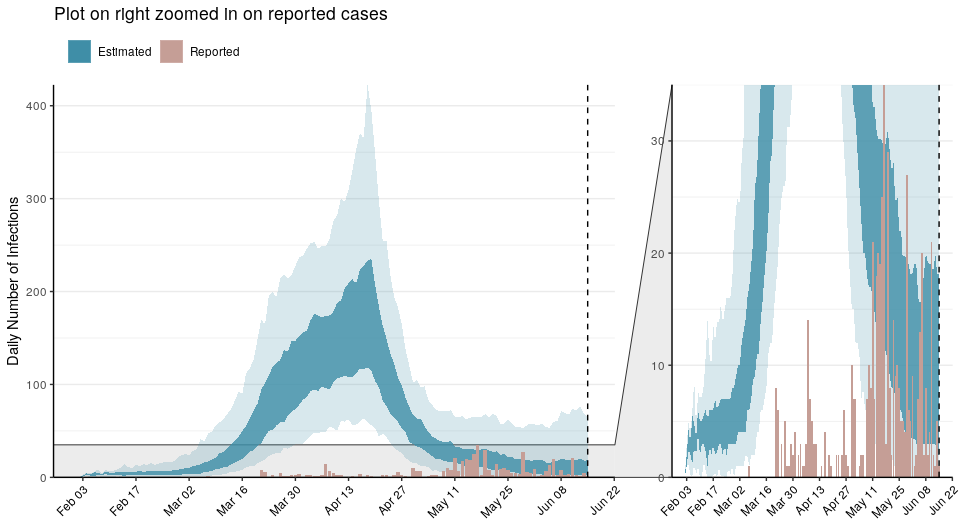 Plot on right zoomed in on reported cases
Estimated Reported
Daily Number of Infections
400
300
200
100
0
Feb 03 Feb 17 Mar 02 Mar 16 Mar 30 Apr 13 Apr 27 May 11 May 25 Jun 08 Jun 22
30
20
10
0
Feb 03 Feb 17 Mar 02 Mar 16 Mar 30 Apr 13 Apr 27 May 11 May 25 Jun 08 Jun 22